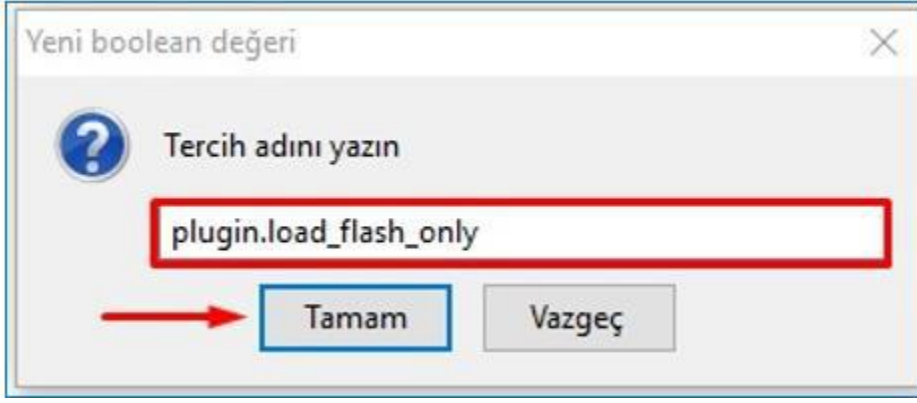 Yeni boolean değeri
Tercih adını yazın
plugin.load_flash_only
Tamam
Vazgeç